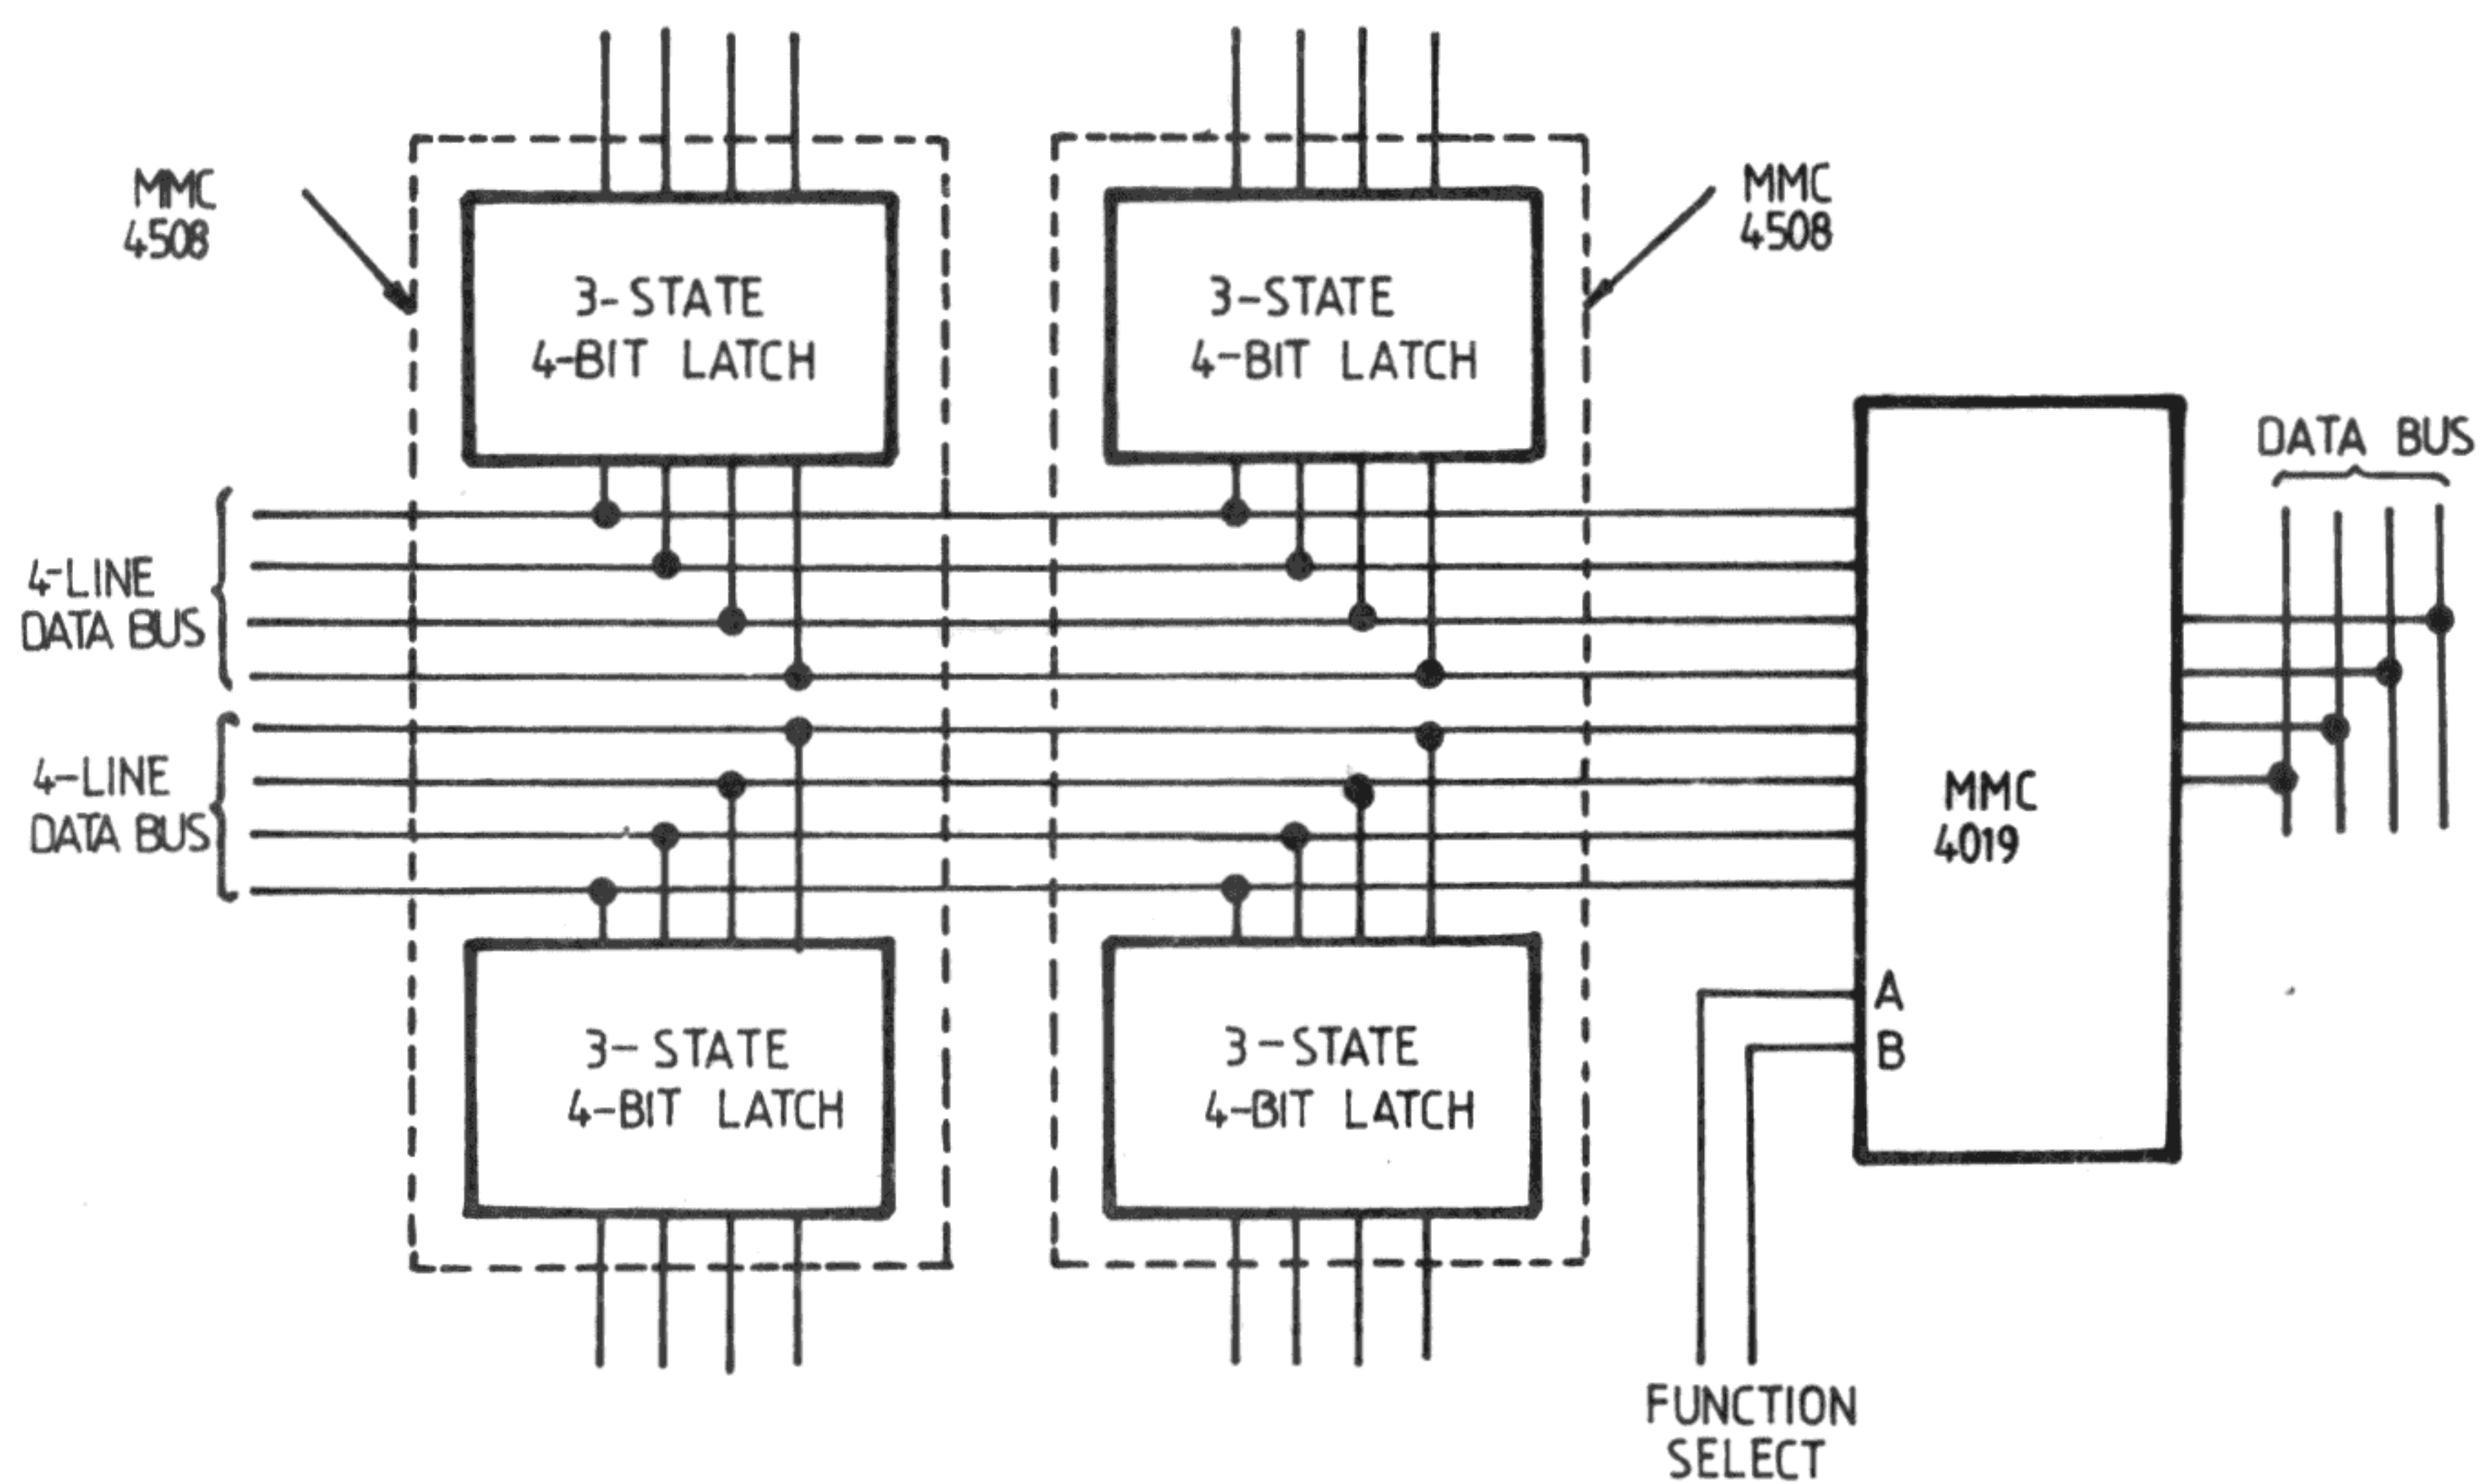 MMC
4508
3-STATE
4-BIT LATCH
3-STATE
4-BIT LATCH
MMC
4508
DATA BUS
4-LINE
DATA BUS
4-LINE
DATA BUS
MMC
4019
A
B
3-STATE
4-BIT LATCH
3-STATE
4-BIT LATCH
FUNCTION
SELECT